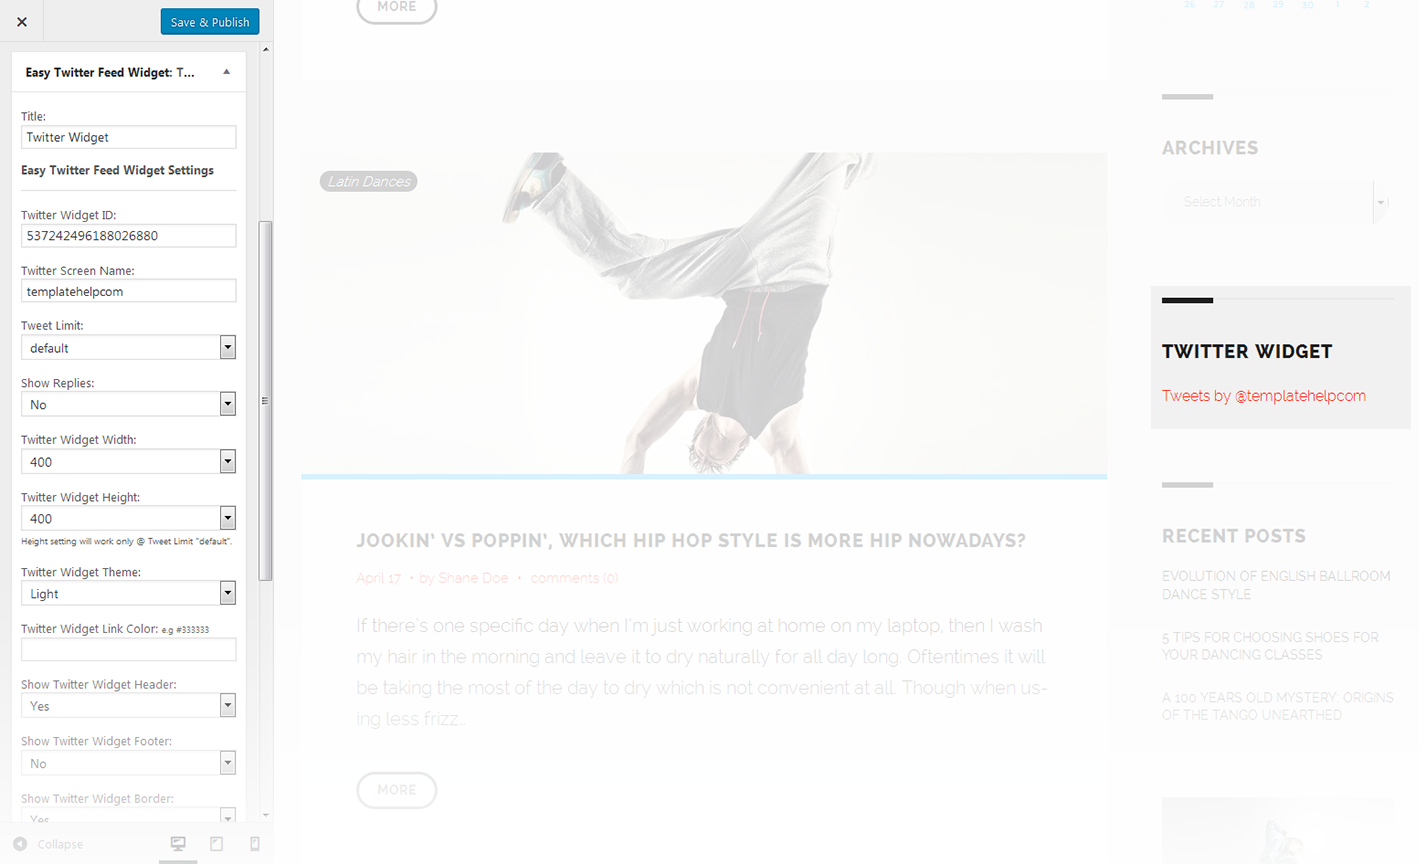 Save & Publish
Easy Twitter Feed Widget: T...
Title:
Twitter Widget
Easy Twitter Feed Widget Settings
Twitter Widget ID:
537242496188026880
Twitter Screen Name:
templatehelpcom
Tweet Limit:
default
Show Replies:
No
Twitter Widget Width:
400
Twitter Widget Height:
400
Height setting will work only @ Tweet Limit "default".
Twitter Widget Theme:
Light
Twitter Widget Link Color: e.g #333333
Show Twitter Widget Header:
Yes
Show Twitter Widget Footer:
No
Show Twitter Widget Border:
Yes
Collapse
MORE
Latin Dances
JOOKIN' VS POPPIN', WHICH HIP HOP STYLE IS MORE HIP NOWADAYS?
April 17 • by Shane Doe • comments (0)
If there's one specific day when I'm just working at home on my laptop, then I wash
my hair in the morning and leave it to dry naturally for all day long. Oftentimes it will
be taking the most of the day to dry which is not convenient at all. Though when us-
ing less frizz...
MORE
26 27 28 29 30 1 2
ARCHIVES
Select Month
TWITTER WIDGET
Tweets by @templatehelpcom
RECENT POSTS
EVOLUTION OF ENGLISH BALLROOM
DANCE STYLE
5 TIPS FOR CHOOSING SHOES FOR
YOUR DANCING CLASSES
A 100 YEARS OLD MYSTERY: ORIGINS
OF THE TANGO UNEARTHED